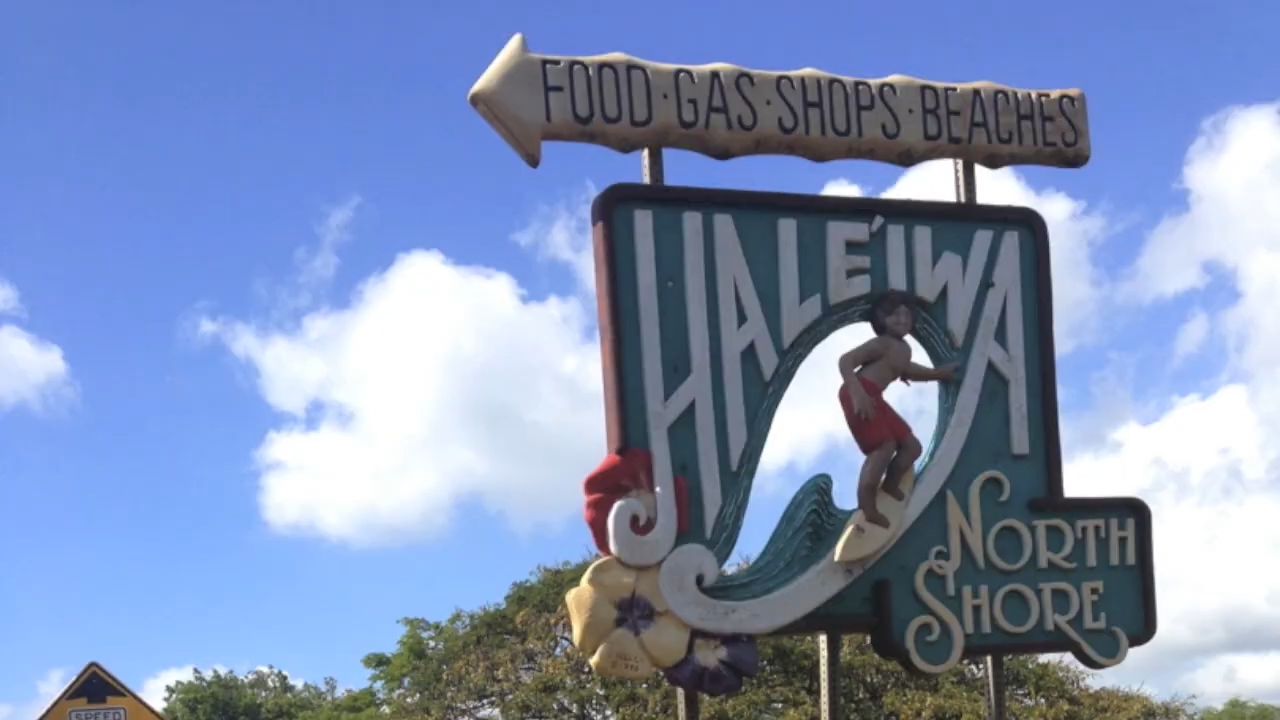 FOOD·GAS·SHOPS·BEACHES
HALE'IWA
NORTH
SHORE
SPEED